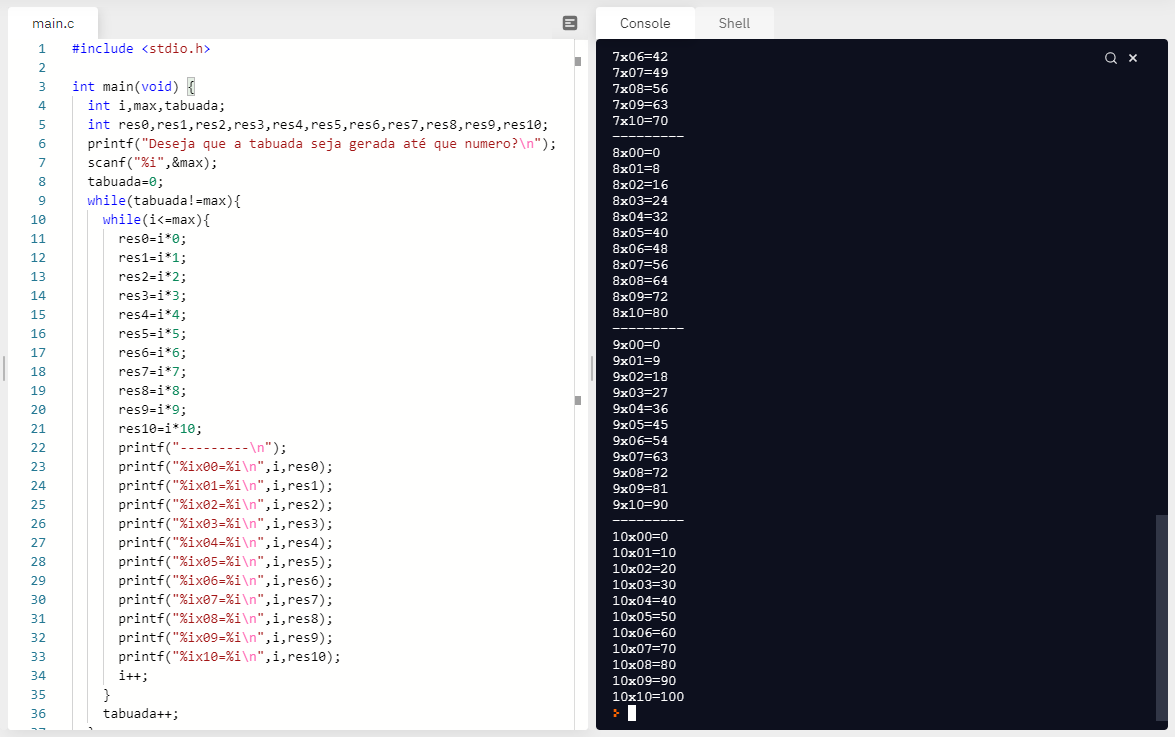 main.c
1 #include <stdio.h>
2
3 int main(void) {
4 int i,max,tabuada;
5 int res0,res1,res2,res3,res4,res5,res6,res7,res8,res9,res10;
6 printf("Deseja que a tabuada seja gerada até que numero?\n");
7 scanf("%i",&max);
8 tabuada=0;
9 while(tabuada!=max){
10 while(i<=max){
11 res0=i*0;
12 res1=i*1;
13 res2=i*2;
14 res3=i*3;
15 res4=i*4;
16 res5=i*5;
17 res6=i*6;
18 res7=i*7;
19 res8=i*8;
20 res9=i*9;
21 res10=i*10;
22 printf("---------\n");
23 printf("%ix00=%i\n",i,res0);
24 printf("%ix01=%i\n",i,res1);
25 printf("%ix02=%i\n",i,res2);
26 printf("%ix03=%i\n",i,res3);
27 printf("%ix04=%i\n",i,res4);
28 printf("%ix05=%i\n",i,res5);
29 printf("%ix06=%i\n",i,res6);
30 printf("%ix07=%i\n",i,res7);
31 printf("%ix08=%i\n",i,res8);
32 printf("%ix09=%i\n",i,res9);
33 printf("%ix10=%i\n",i,res10);
34 i++;
35 }
36 tabuada++;
Console Shell
7x06=42
7x07=49
7x08=56
7x09=63
7x10=70
---------
8x00=0
8x01=8
8x02=16
8x03=24
8x04=32
8x05=40
8x06=48
8x07=56
8x08=64
8x09=72
8x10=80
---------
9x00=0
9x01=9
9x02=18
9x03=27
9x04=36
9x05=45
9x06=54
9x07=63
9x08=72
9x09=81
9x10=90
---------
10x00=0
10x01=10
10x02=20
10x03=30
10x04=40
10x05=50
10x06=60
10x07=70
10x08=80
10x09=90
10x10=100